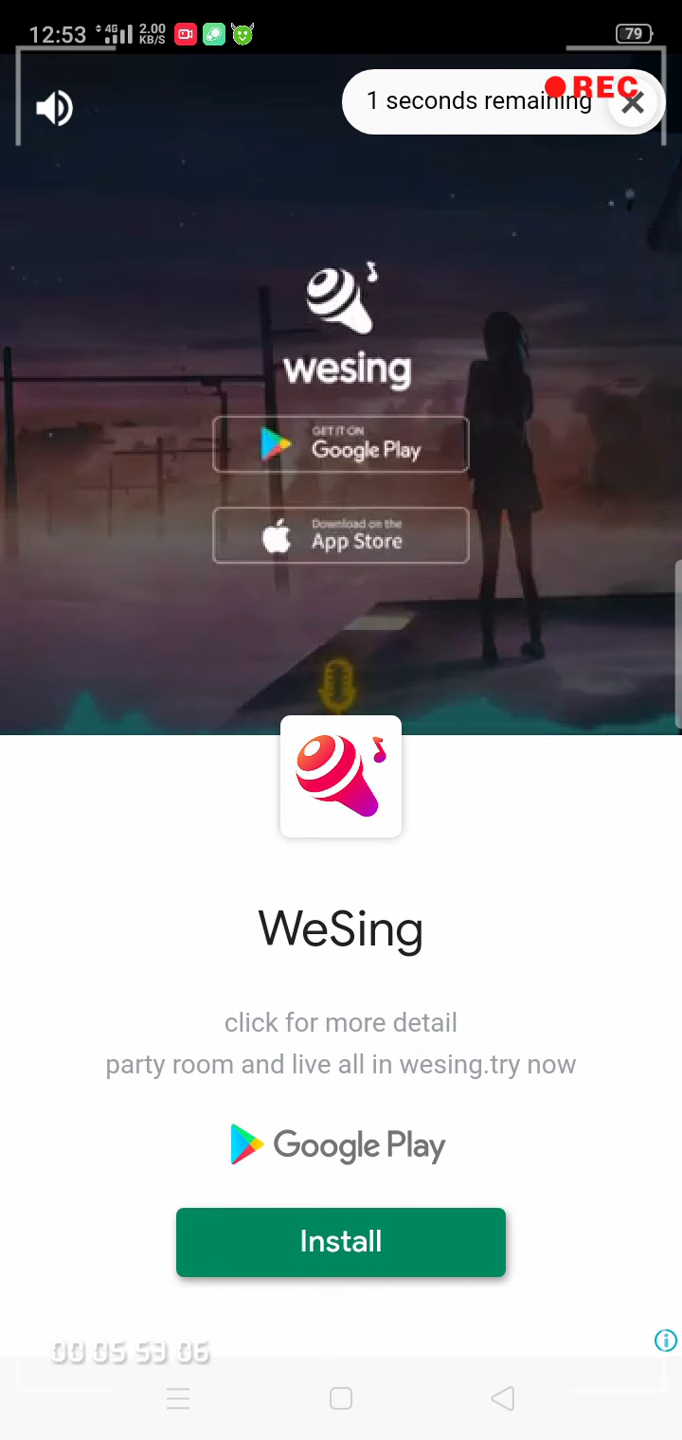 12:53 4G 2.00 KB/S 79
REC
1 seconds remaining
wesing
GET IT ON
Google Play
Download on the
App Store
WeSing
click for more detail
party room and live all in wesing.try now
Google Play
Install
00 05 53 06